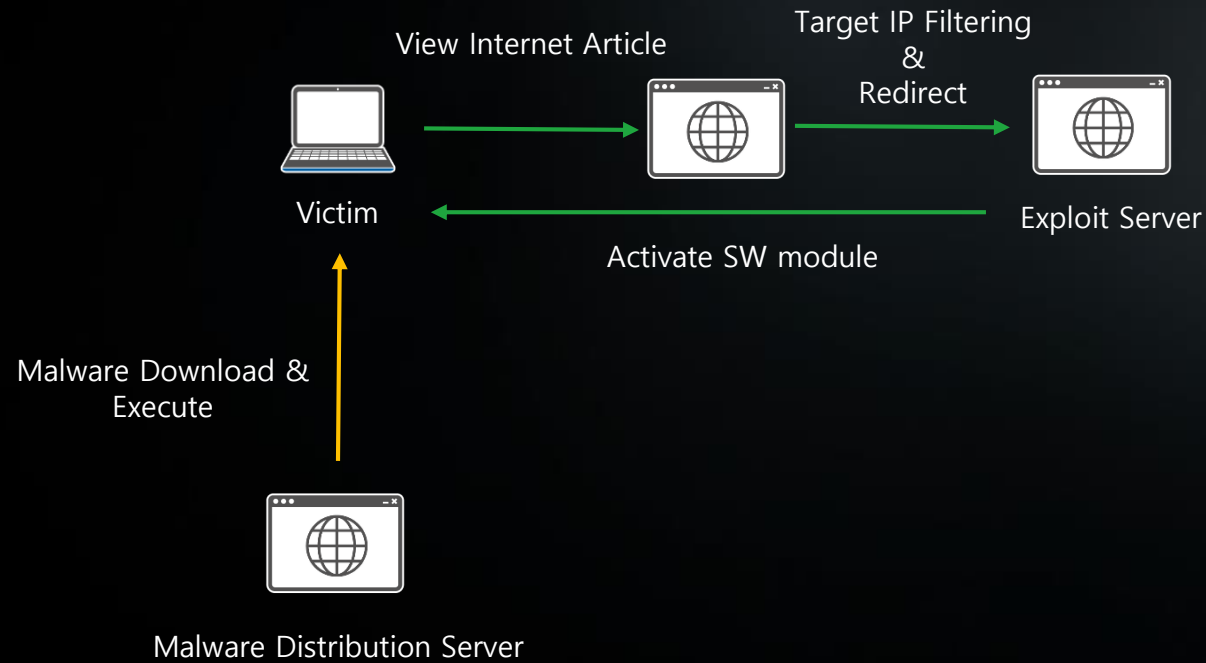 View Internet Article
Target IP Filtering
&
Redirect
Victim
Exploit Server
Activate SW module
Malware Download &
Execute
Malware Distribution Server